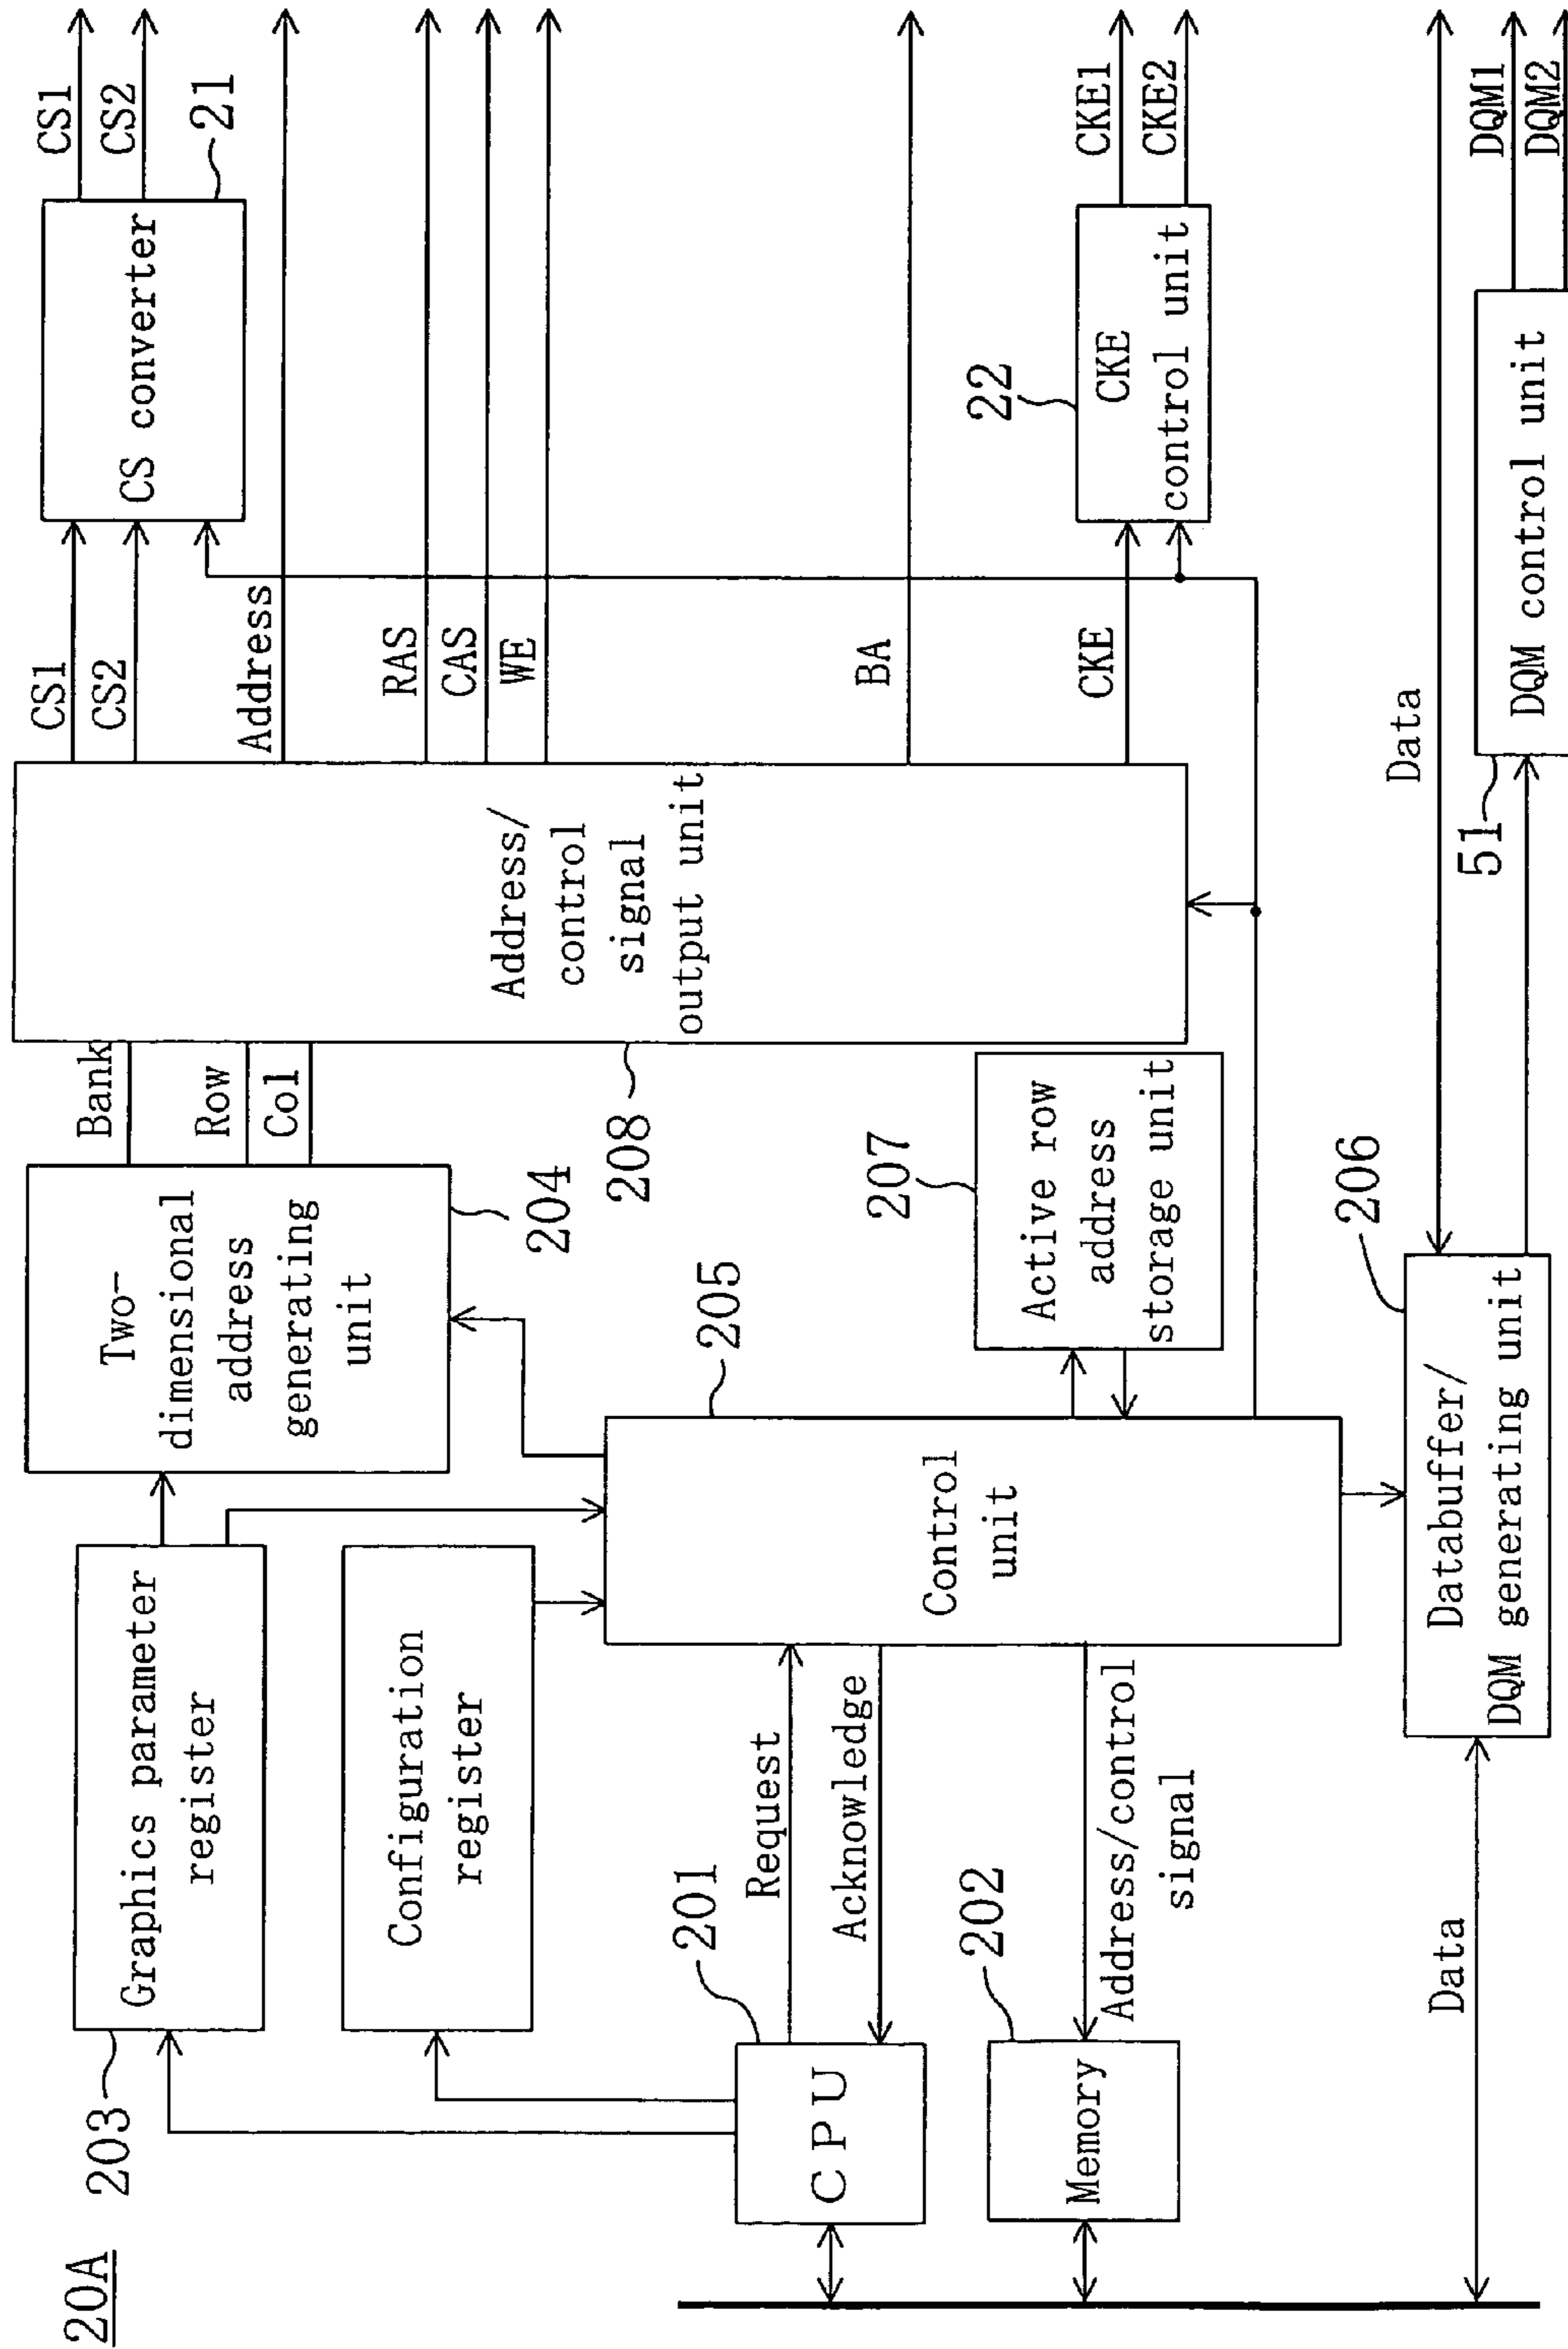 20A
203
Graphics parameter
register
Configuration
register
Two-
dimensional
address
generating
unit
204
Bank
Row
Col
Address/
control
signal
output unit
208
CS1
CS2
Address
RAS
CAS
WE
BA
CKE
CS converter
21
CS1
CS2
22
CKE
control unit
CKE1
CKE2
201
CPU
Request
Acknowledge
202
Memory
Address/control
signal
205
Control
unit
207
Active row
address
storage unit
206
Databuffer/
DQM generating unit
Data
Data
51
DQM control unit
DQM1
DQM2